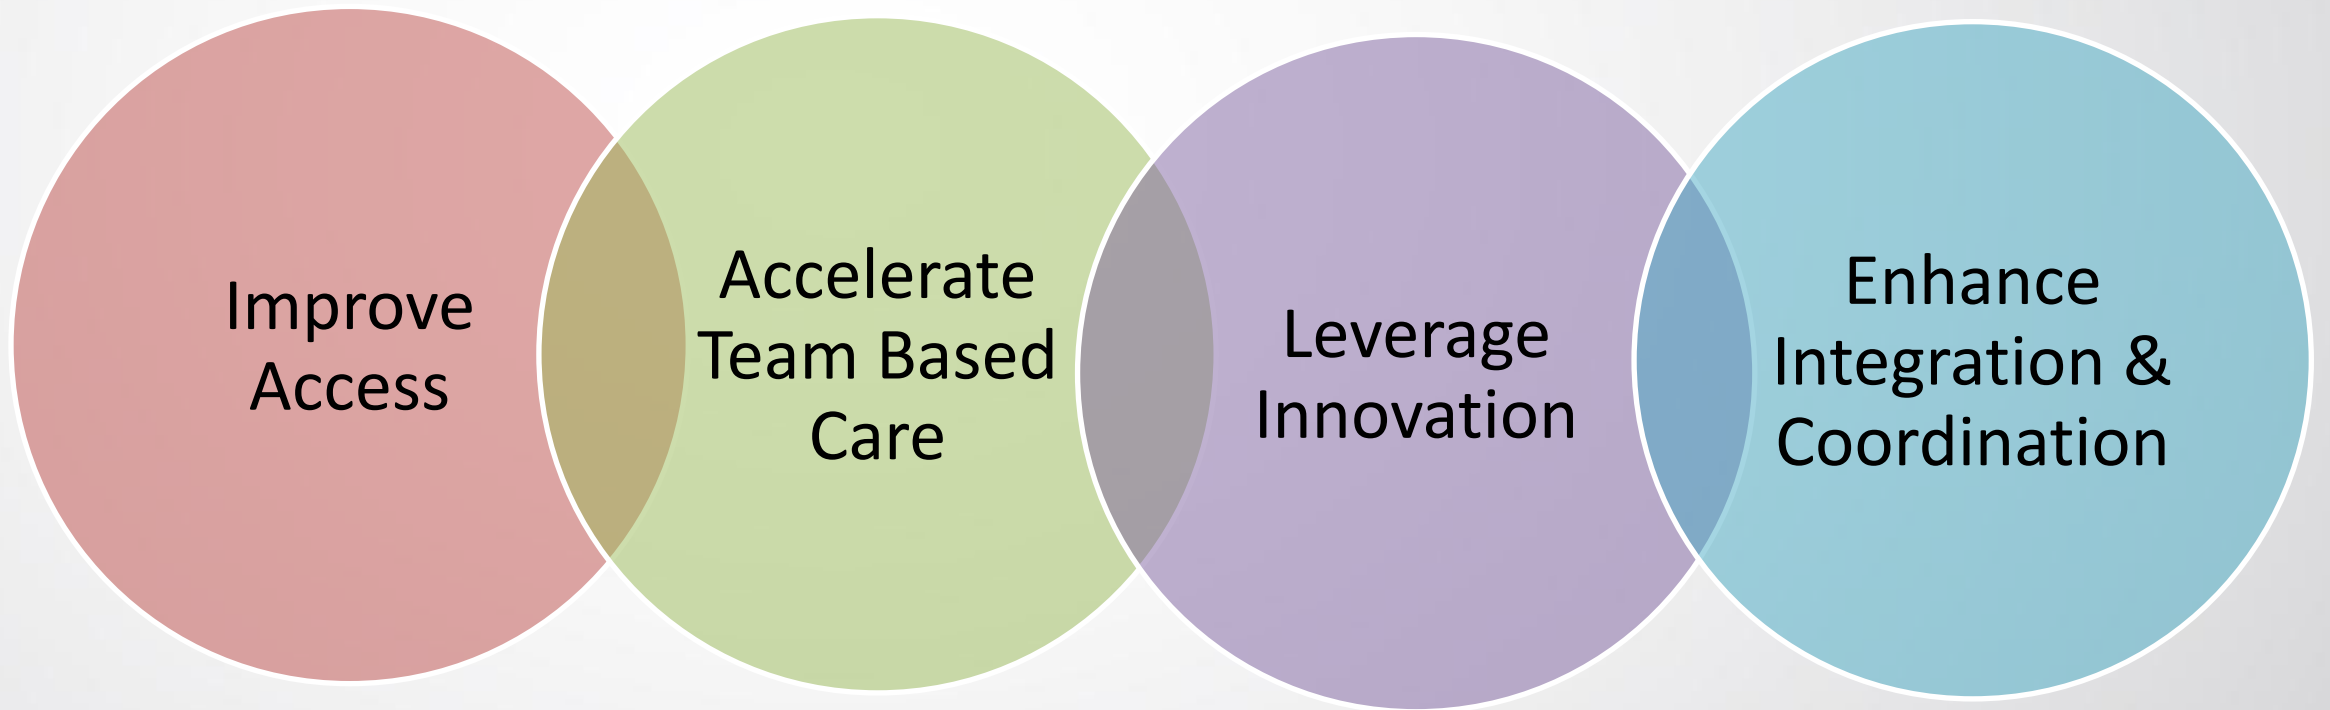 Improve
Access
Accelerate
Team Based
Care
Leverage
Innovation
Enhance
Integration &
Coordination